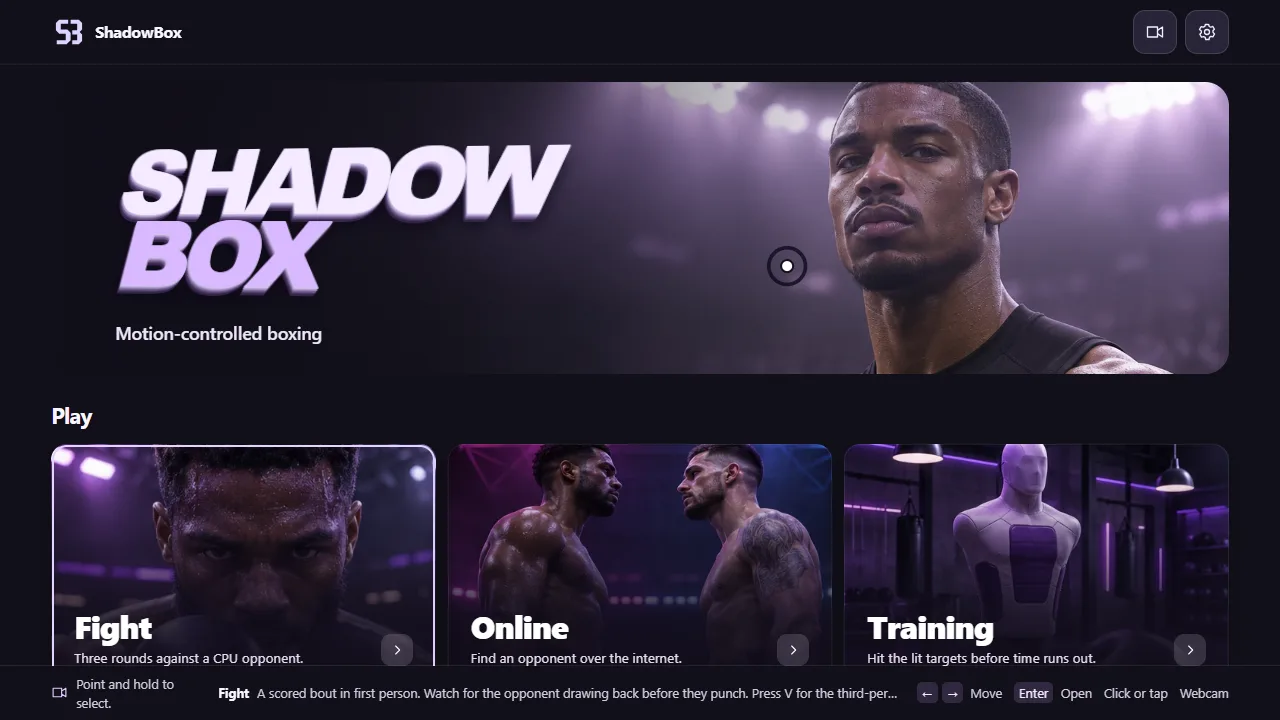 SB ShadowBox
SHADOW
BOX
Motion-controlled boxing
Play
Fight
Three rounds against a CPU opponent.
Online
Find an opponent over the internet.
Training
Hit the lit targets before time runs out.
Point and hold to
select.
Fight A scored bout in first person. Watch for the opponent drawing back before they punch. Press V for the third-per...
← → Move Enter Open Click or tap Webcam